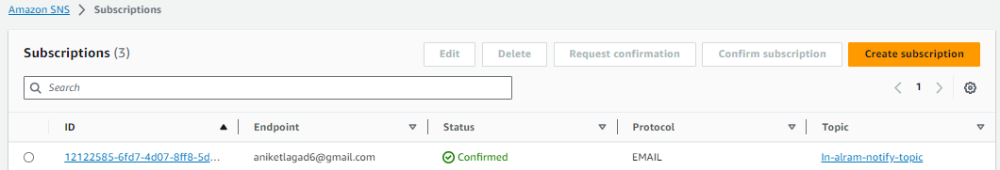 Amazon SNS > Subscriptions
Subscriptions (3)
Edit Delete Request confirmation Confirm subscription Create subscription
Search
1
ID Endpoint Status Protocol Topic
12122585-6fd7-4d07-8ff8-5d... aniketlagad6@gmail.com Confirmed EMAIL In-alram-notify-topic